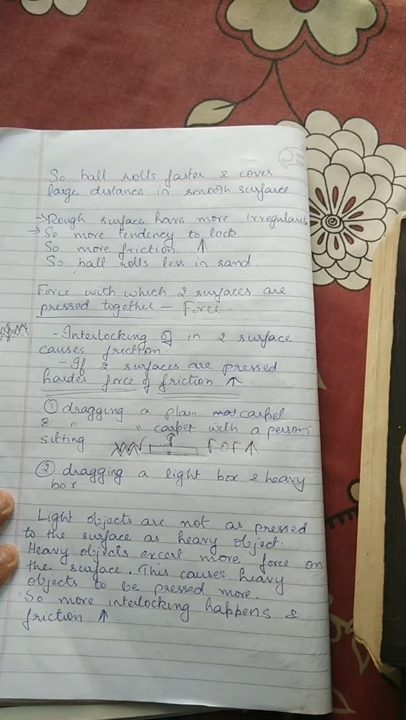 So ball rolls faster & cover
large distance in smooth surface
→ Rough surface have more irregulari
→ So more tendency to lock
So more friction ↑
So ball rolls less in sand.
Force with which 2 surfaces are
pressed together – Force.
- Interlocking of in 2 surface
causes friction
- If 2 surfaces are pressed
harder force of friction ↑
① dragging a plan mat carpet
& " " carpet with a person
sitting fof ↑
② dragging a light box & heavy
box
Light objects are not as pressed
to the surface as heavy object.
Heavy objects excert more force on
the surface. This causes heavy
objects to be pressed more.
So more interlocking happens &
friction ↑